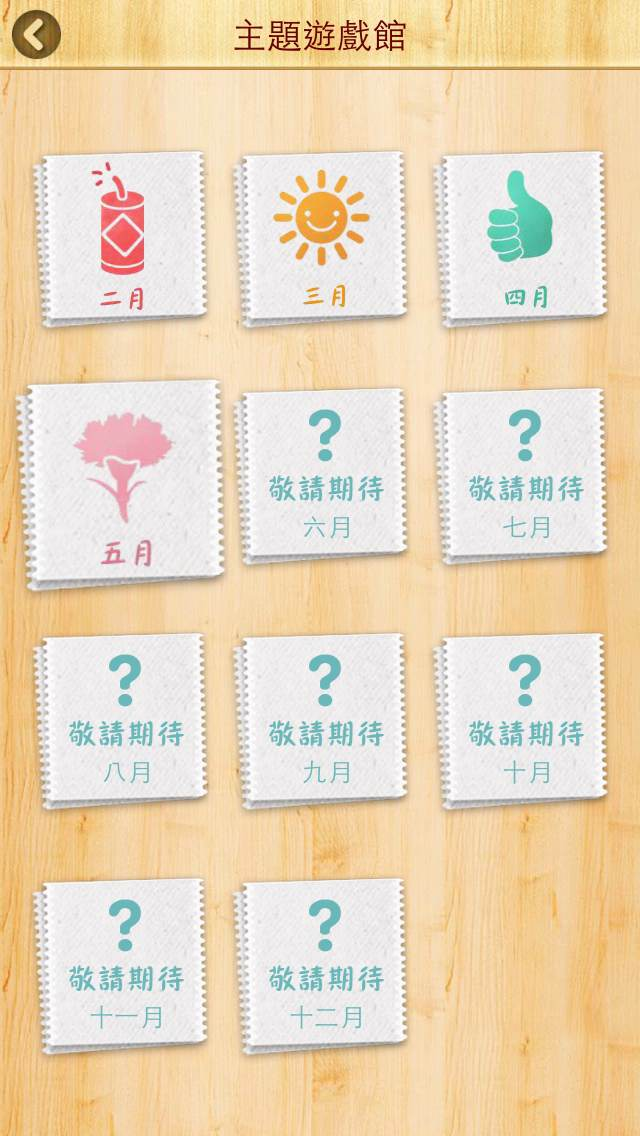 主題遊戲館
二月
三月
四月
五月
?
敬請期待
六月
?
敬請期待
七月
?
敬請期待
八月
?
敬請期待
九月
?
敬請期待
十月
?
敬請期待
十一月
?
敬請期待
十二月